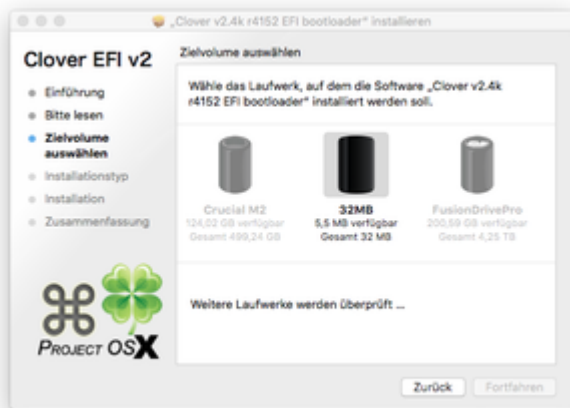 „Clover v2.4k r4152 EFI bootloader“ installieren
Clover EFI v2
Einführung
Bitte lesen
Zielvolume
auswählen
Installationstyp
Installation
Zusammenfassung
PROJECT OSX
Zielvolume auswählen
Wähle das Laufwerk, auf dem die Software „Clover v2.4k
r4152 EFI bootloader“ installiert werden soll.
Crucial M2
124,02 GB verfügbar
Gesamt 499,24 GB
32MB
5,5 MB verfügbar
Gesamt 32 MB
FusionDrivePro
200,59 GB verfügbar
Gesamt 4,25 TB
Weitere Laufwerke werden überprüft ...
Zurück
Fortfahren